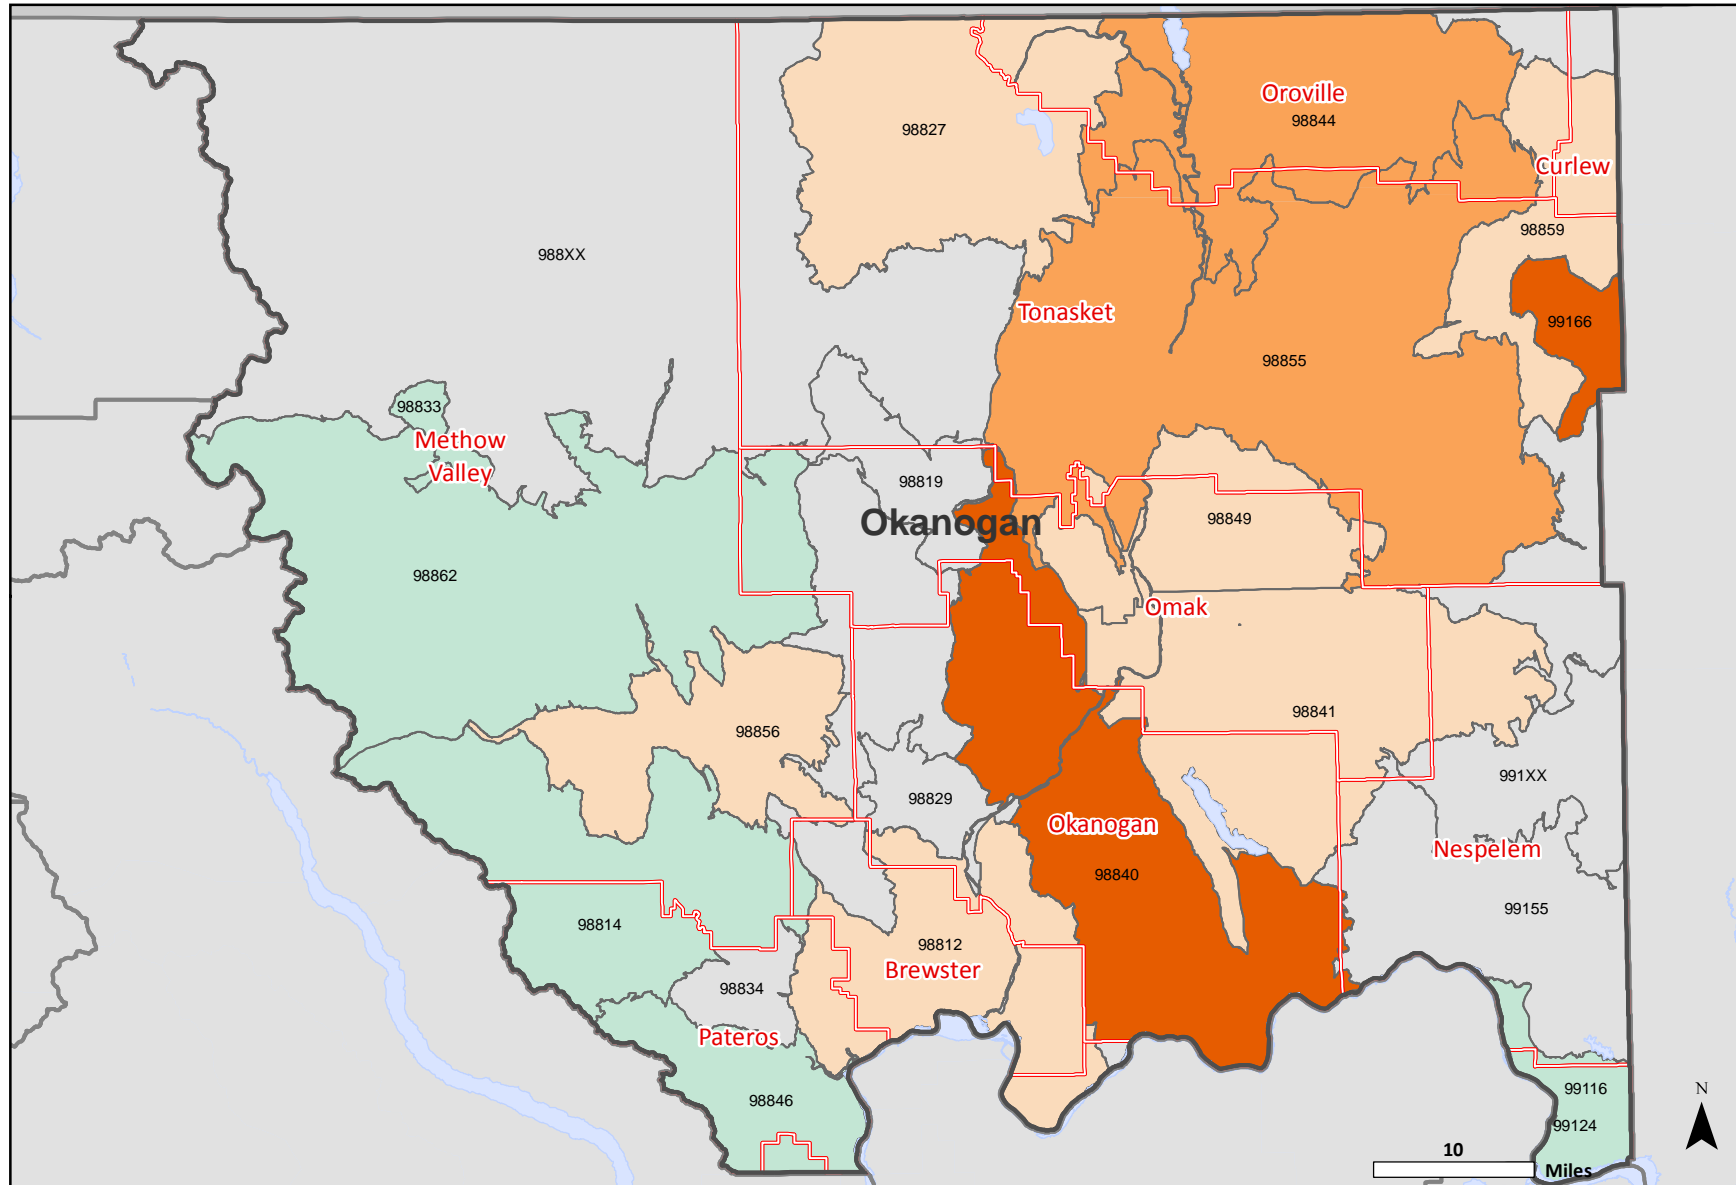 Oroville
98844
98827
Curlew
98859
988XX
Tonasket
99166
98855
98833
Methow
Valley
98819
Okanogan
98849
98862
Omak
98856
98841
991XX
98829
Okanogan
Nespelem
98840
99155
98814
98812
Brewster
98834
Pateros
99116
98846
99124
N
10
Miles